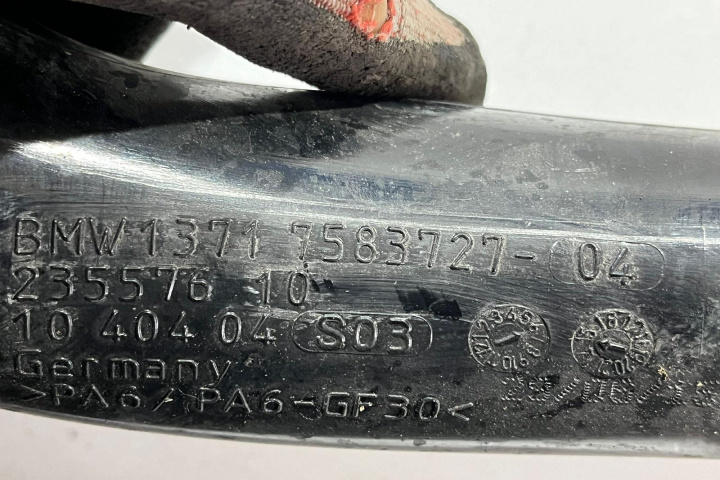 BMW 1371 7583727- 04
235576 10
10 404 04 S03
Germany
>PA6/PA6-GF30<